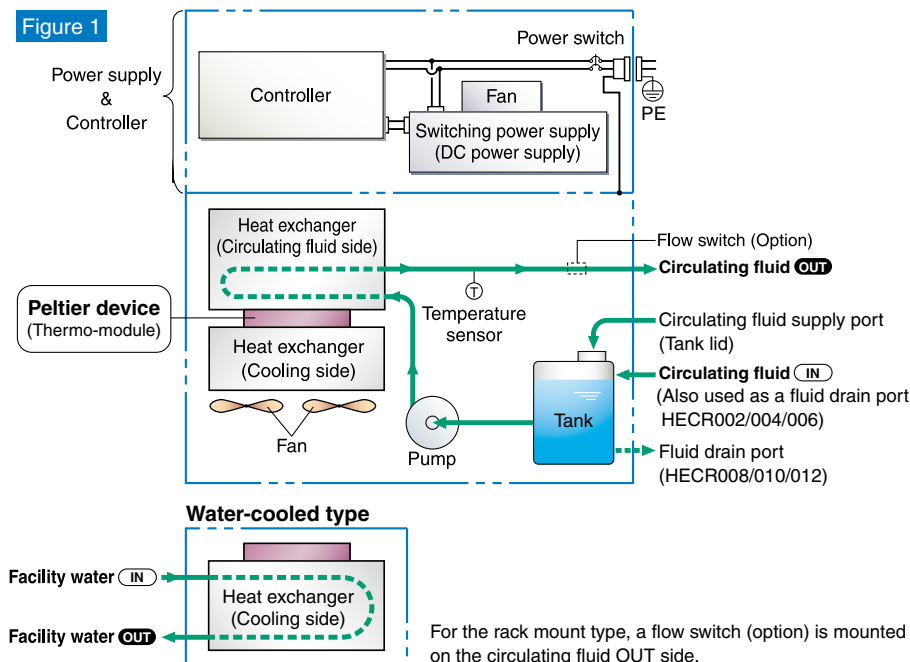 Figure 1
Power supply
&
Controller
Controller
Fan
Switching power supply
(DC power supply)
Power switch
PE
Heat exchanger
(Circulating fluid side)
Peltier device
(Thermo-module)
Heat exchanger
(Cooling side)
Fan
T
Temperature
sensor
Pump
Tank
Flow switch (Option)
Circulating fluid OUT
Circulating fluid supply port
(Tank lid)
Circulating fluid IN
(Also used as a fluid drain port
HECR002/004/006)
Fluid drain port
(HECR008/010/012)
Water-cooled type
Facility water IN
Facility water OUT
Heat exchanger
(Cooling side)
For the rack mount type, a flow switch (option) is mounted
on the circulating fluid OUT side.